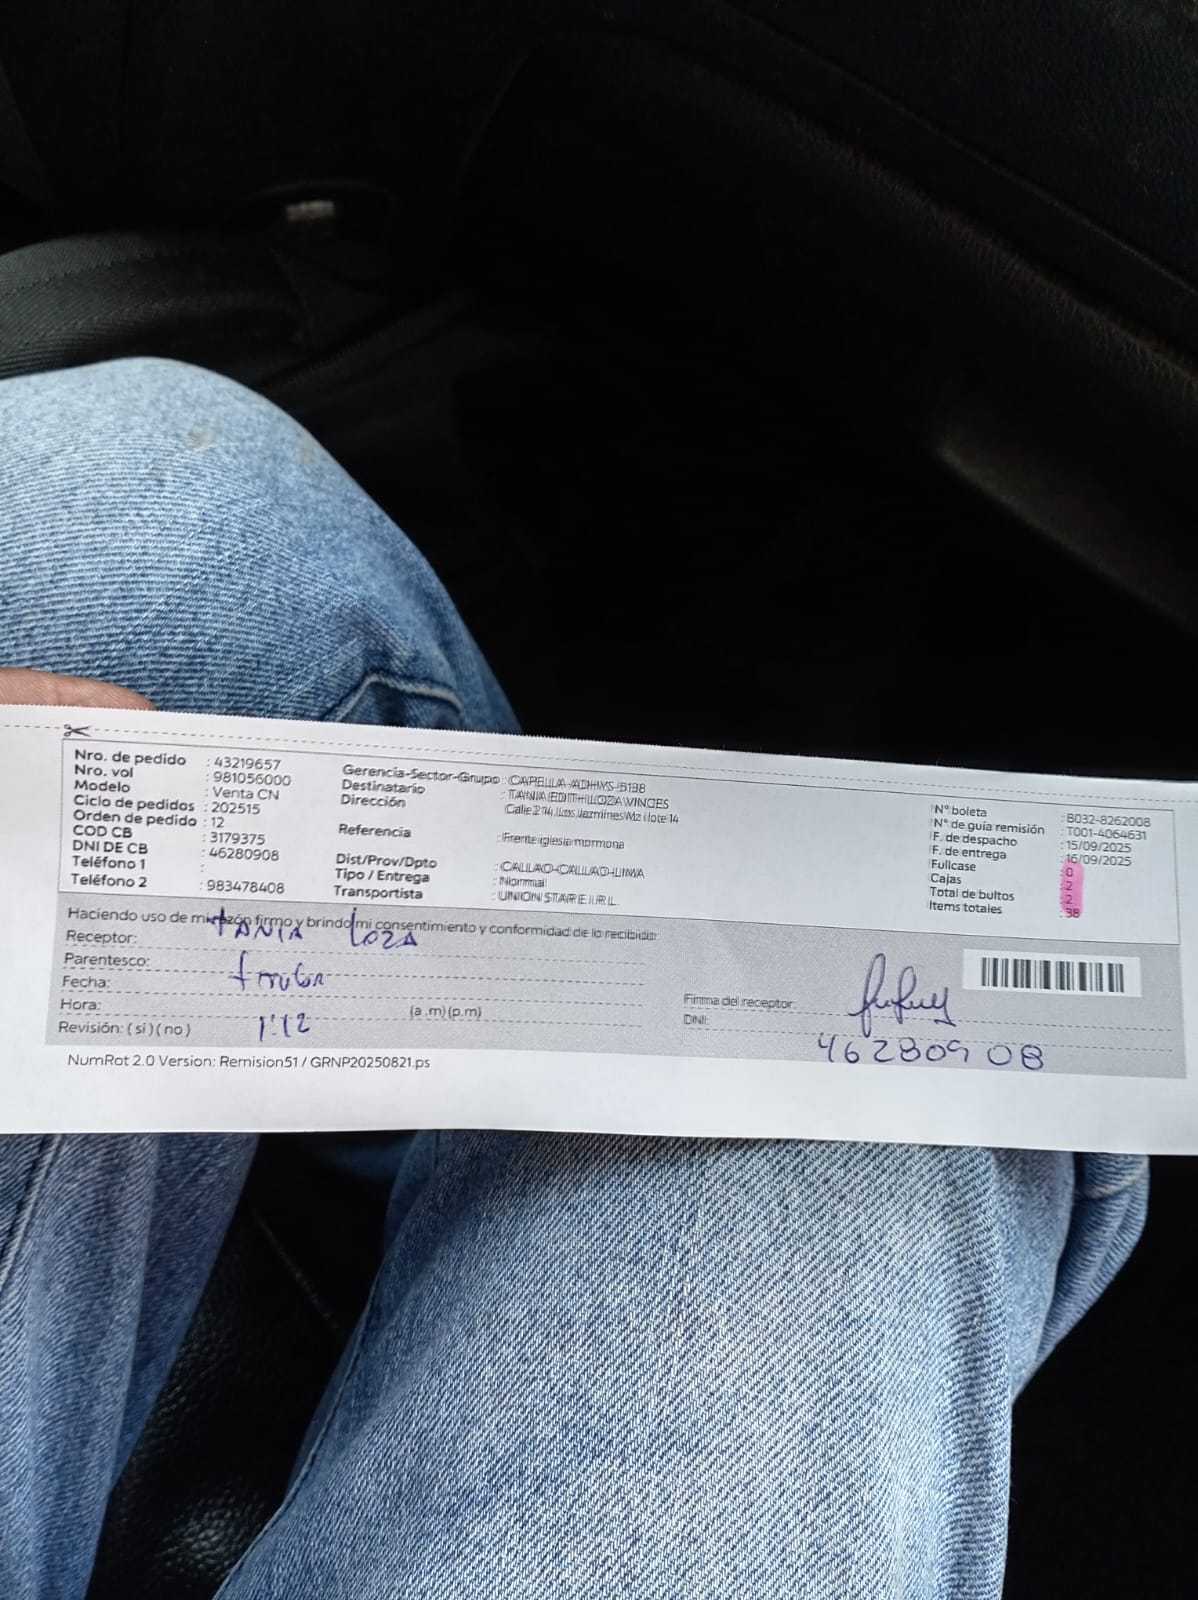 Nro. de pedido : 43219657
Nro. vol : 981056000
Modelo : Venta CN
Ciclo de pedidos : 202515
Orden de pedido : 12
COD CB : 3179375
DNI DE CB : 46280908
Teléfono 1 :
Teléfono 2 : 983478408
Gerencia-Sector-Grupo : CAPELLA-ADHYS-5198
Destinatario : TANIA EDITH LOZA VINCES
Dirección Calle 2 14, Los Jazmines Mz i lote 14
Referencia : Frente iglesia mormona
Dist/Prov/Dpto : CALLAO-CALLAO-LIMA
Tipo / Entrega : Normal
Transportista : UNION STAR E.I.R.L.
N° boleta : B032-8262008
N° de guía remisión : T001-4064631
F. de despacho : 15/09/2025
F. de entrega : 16/09/2025
Fullcase : 0
Cajas : 2
Total de bultos : 2
Items totales : 38
Haciendo uso de mi razón firmo y brindo mi consentimiento y conformidad de lo recibido:
Receptor: TANIA LOZA
Parentesco:
Fecha:
Hora: 1:12 (a .m) (p.m)
Revisión: ( si ) ( no )
Firma del receptor:
DNI: 46280908
NumRot 2.0 Version: Remision51 / GRNP20250821.ps